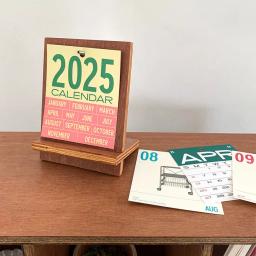 2025
CALENDAR
JANUARY FEBRUARY MARCH
APRIL MAY JUNE JULY
AUGUST SEPTEMBER OCTOBER
NOVEMBER DECEMBER
08
AUG
APR
S M T W
09